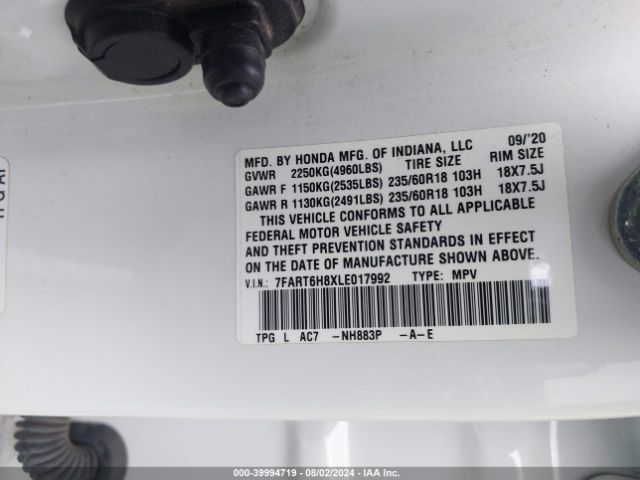 MFD. BY HONDA MFG. OF INDIANA, LLC 09/'20
GVWR 2250KG(4960LBS) TIRE SIZE RIM SIZE
GAWR F 1150KG(2535LBS) 235/60R18 103H 18X7.5J
GAWR R 1130KG(2491LBS) 235/60R18 103H 18X7.5J
THIS VEHICLE CONFORMS TO ALL APPLICABLE
FEDERAL MOTOR VEHICLE SAFETY
AND THEFT PREVENTION STANDARDS IN EFFECT
ON THE DATE OF MANUFACTURE SHOWN ABOVE.
V.I.N.: 7FART6H8XLE017992 TYPE: MPV
TPG L AC7 -NH883P -A-E
000-39994719 - 08/02/2024 - IAA Inc.